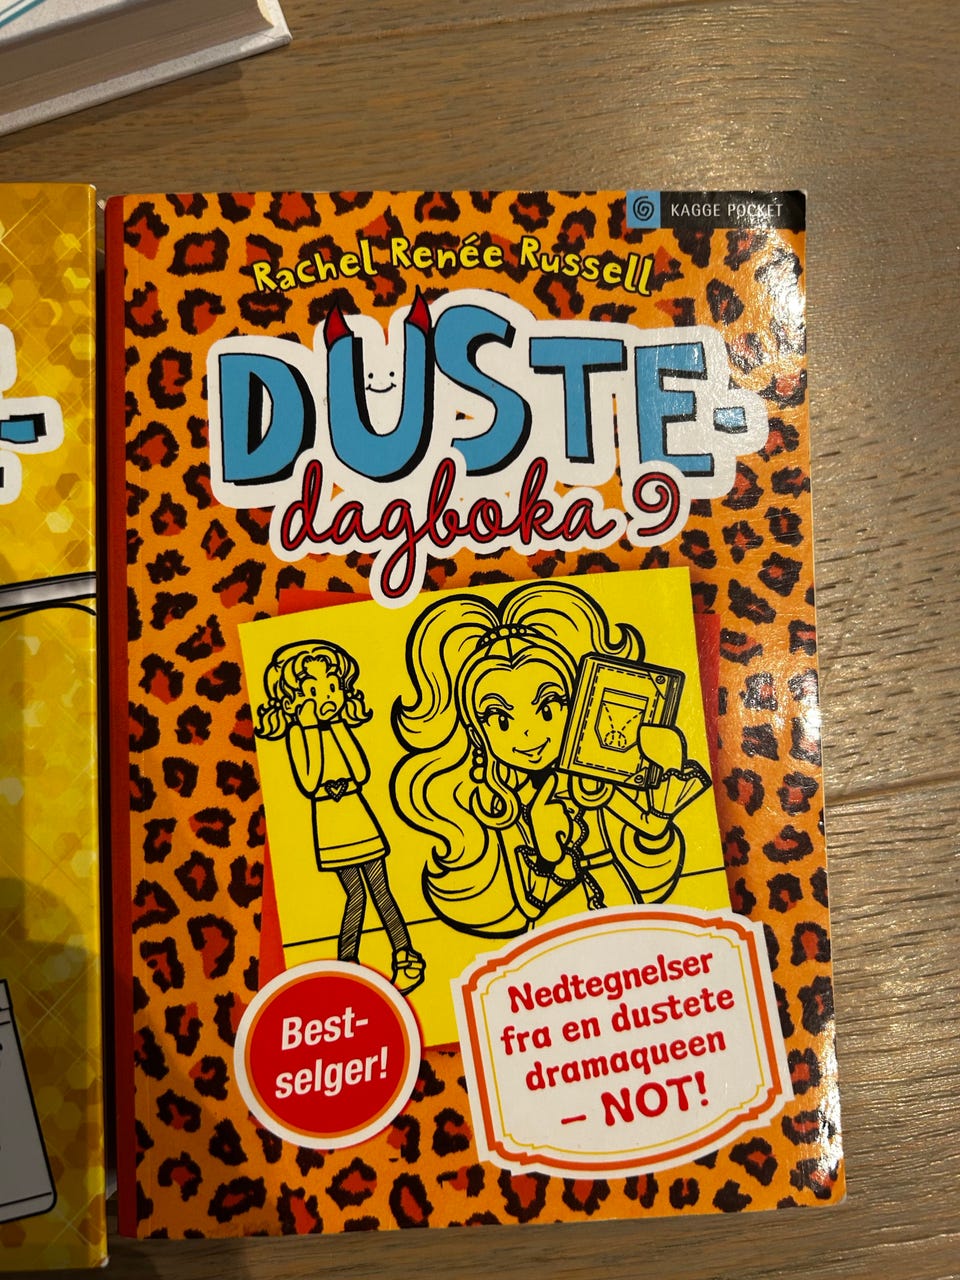 KAGGE POCKET
Rachel Renée Russell
DUSTE-
dagboka 9
Best-
selger!
Nedtegnelser
fra en dustete
dramaqueen
– NOT!